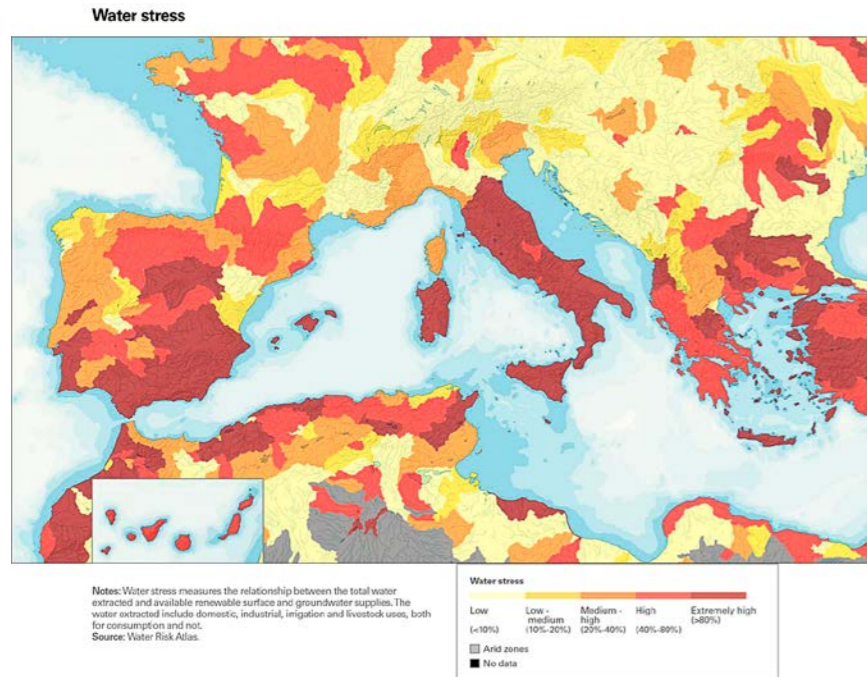 Water stress
Notes: Water stress measures the relationship between the total water
extracted and available renewable surface and groundwater supplies. The
water extracted include domestic, industrial, irrigation and livestock uses, both
for consumption and not.
Source: Water Risk Atlas.
Water stress
Low Low - Medium - High Extremely high
medium high (>80%)
(<10%) (10%-20%) (20%-40%) (40%-80%)
Arid zones
No data